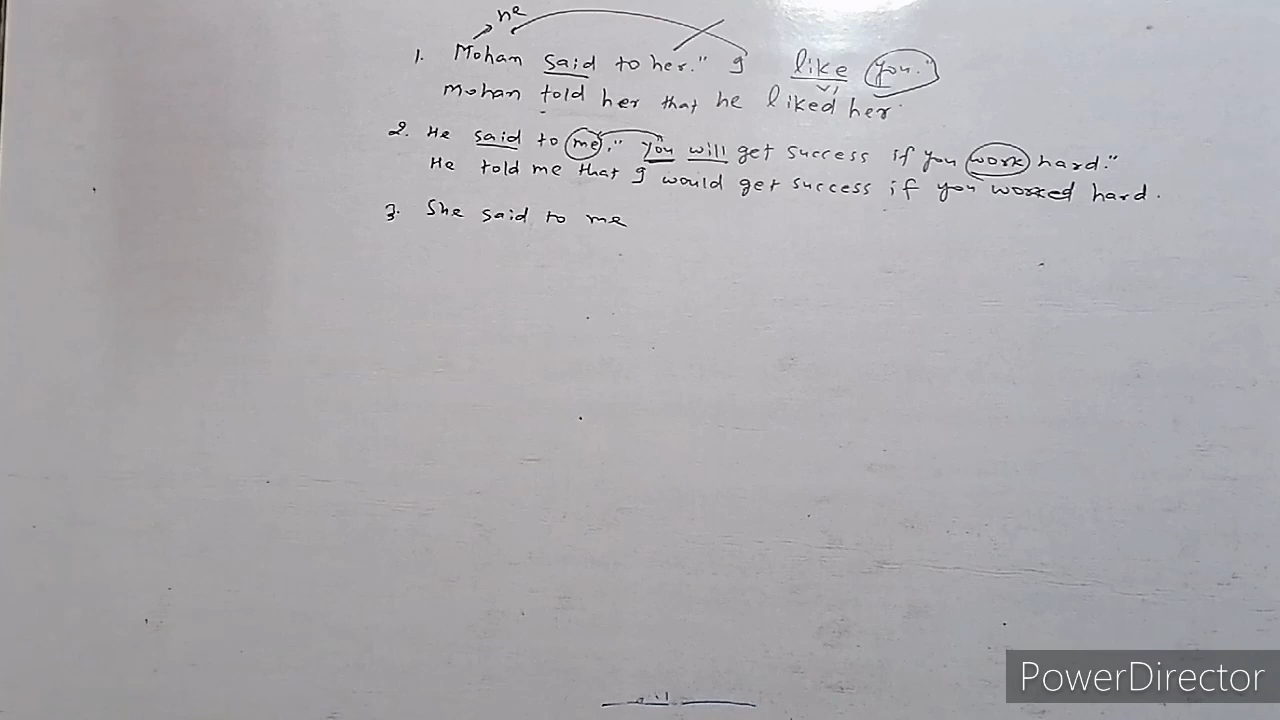 he
1. Mohan said to her." I like you."
Mohan told her that he liked her.
2. He said to me," You will get success if you work hard."
He told me that I would get success if you worked hard.
3. She said to me
PowerDirector